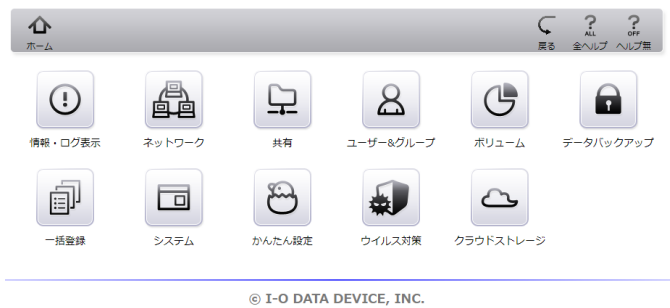 ホーム
戻る
?
ALL
全ヘルプ
?
OFF
ヘルプ無
情報・ログ表示
ネットワーク
共有
ユーザー&グループ
ボリューム
データバックアップ
一括登録
システム
かんたん設定
ウイルス対策
クラウドストレージ
© I-O DATA DEVICE, INC.